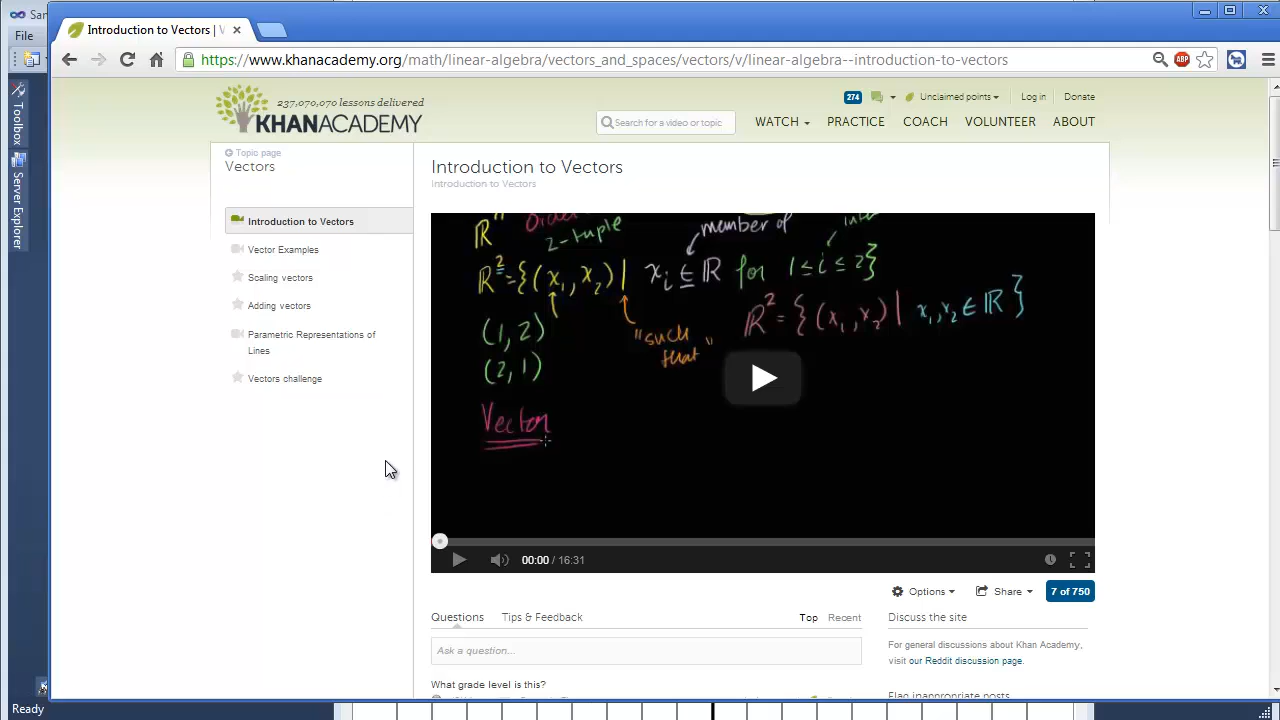 San
Introduction to Vectors | V
File
https://www.khanacademy.org/math/linear-algebra/vectors_and_spaces/vectors/v/linear-algebra--introduction-to-vectors
ABP
Toolbox
Server Explorer
237,070,070 lessons delivered
KHANACADEMY
274
Unclaimed points
Log in
Donate
Search for a video or topic
WATCH
PRACTICE
COACH
VOLUNTEER
ABOUT
Topic page
Vectors
Introduction to Vectors
Vector Examples
Scaling vectors
Adding vectors
Parametric Representations of
Lines
Vectors challenge
Introduction to Vectors
Introduction to Vectors
ℝⁿ
2-tuple
member of
ℝ² = {(x₁, x₂) | xᵢ ∈ ℝ for 1 ≤ i ≤ 2}
ℝ² = {(x₁, x₂) | x₁, x₂ ∈ ℝ}
(1, 2)
"such
that"
(2, 1)
Vector
00:00 / 16:31
Options
Share
7 of 750
Questions
Tips & Feedback
Top
Recent
Discuss the site
Ask a question...
For general discussions about Khan Academy,
visit our Reddit discussion page.
What grade level is this?
Flag inappropriate posts
Ready